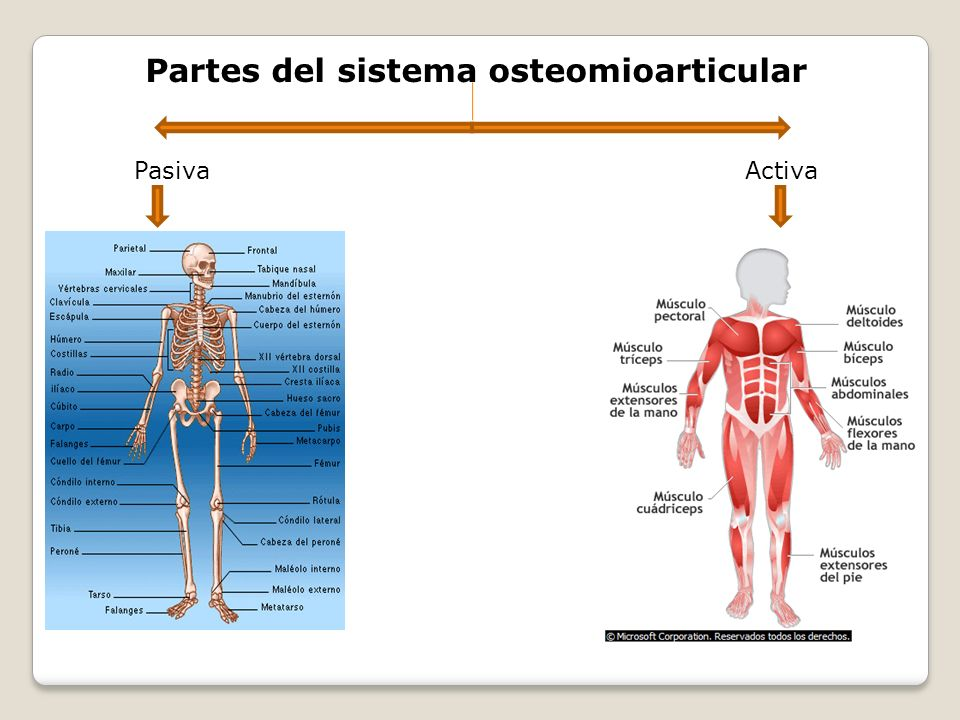 Partes del sistema osteomioarticular
Pasiva
Activa
Parietal
Frontal
Maxilar
Tabique nasal
Mandíbula
Vértebras cervicales
Manubrio del esternón
Clavícula
Cabeza del húmero
Escápula
Cuerpo del esternón
Húmero
Costillas
XII vértebra dorsal
XII costilla
Radio
Cresta ilíaca
ilíaco
Hueso sacro
Cúbito
Cabeza del fémur
Carpo
Pubis
Falanges
Metacarpo
Cuello del fémur
Fémur
Cóndilo interno
Cóndilo externo
Rótula
Cóndilo lateral
Tibia
Cabeza del peroné
Peroné
Maléolo interno
Tarso
Maléolo externo
Falanges
Metatarso
Músculo
pectoral
Músculo
deltoides
Músculo
tríceps
Músculo
bíceps
Músculos
extensores
de la mano
Músculos
abdominales
Músculos
flexores
de la mano
Músculo
cuádriceps
Músculos
extensores
del pie
© Microsoft Corporation. Reservados todos los derechos.